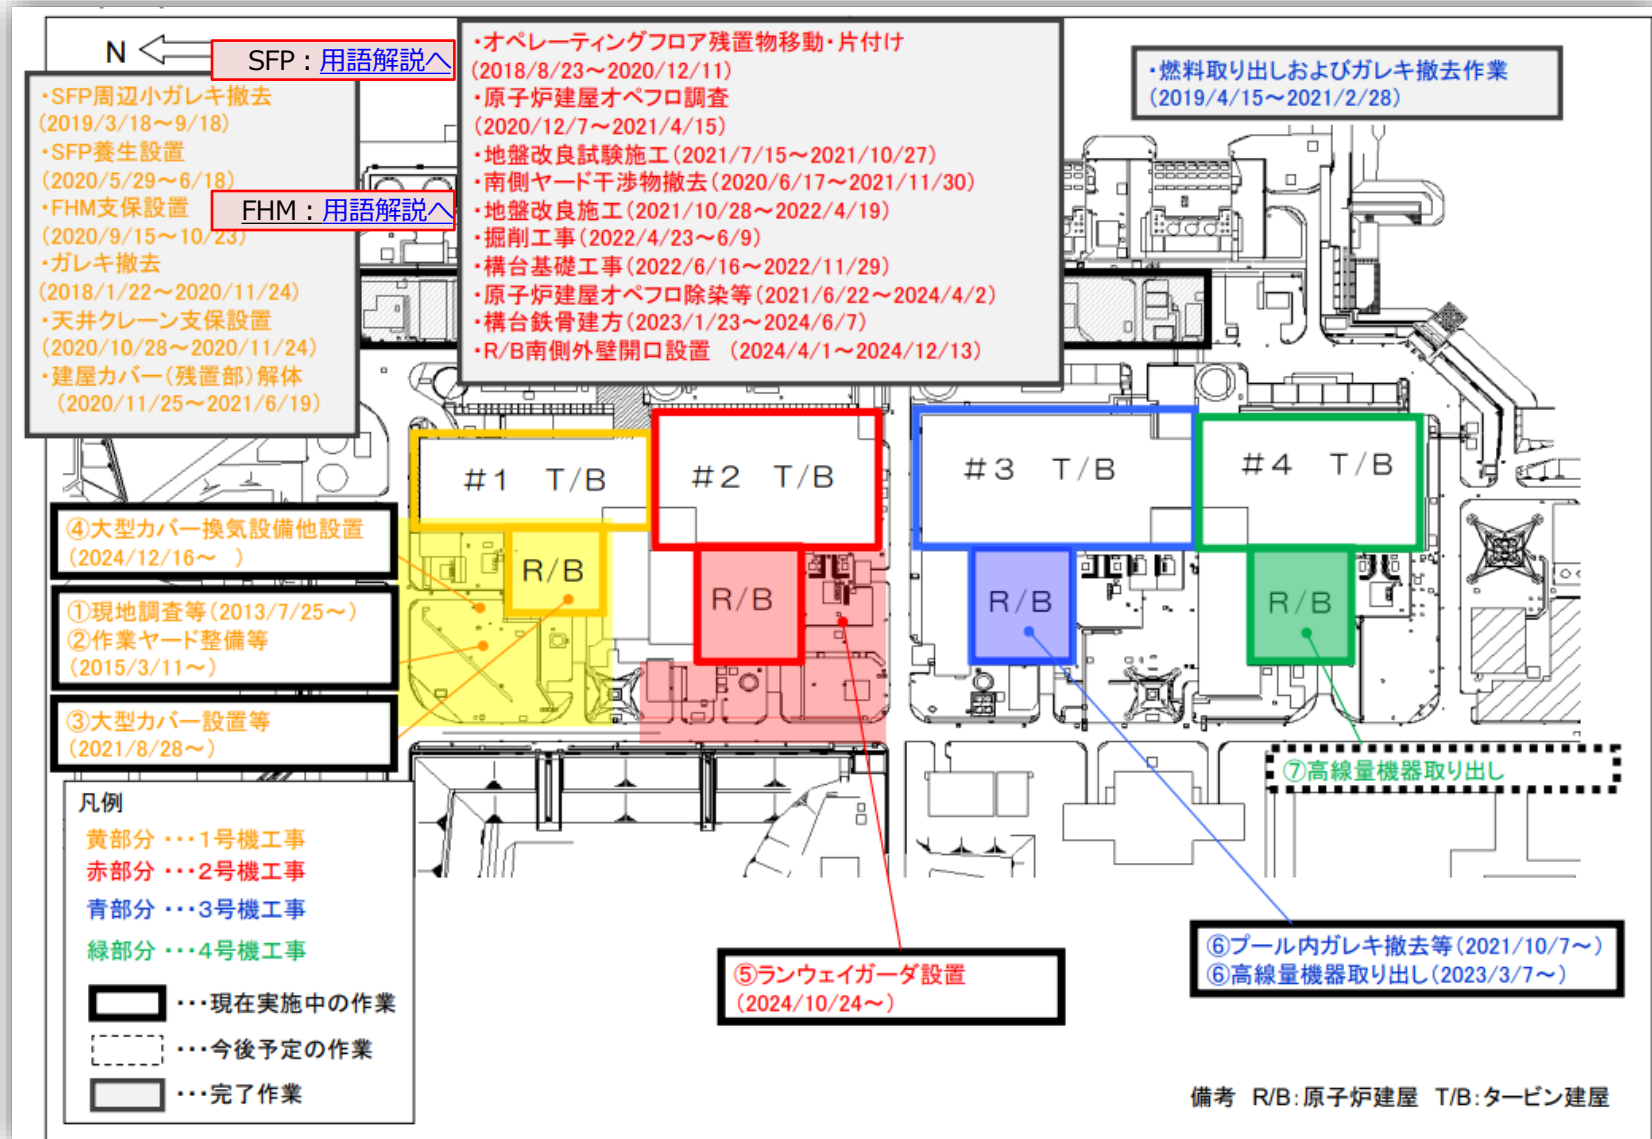 N
SFP：用語解説へ
・SFP周辺小ガレキ撤去
(2019/3/18～9/18)
・SFP養生設置
(2020/5/29～6/18)
・FHM支保設置
FHM：用語解説へ
(2020/9/15～10/23)
・ガレキ撤去
(2018/1/22～2020/11/24)
・天井クレーン支保設置
(2020/10/28～2020/11/24)
・建屋カバー(残置部)解体
(2020/11/25～2021/6/19)
・オペレーティングフロア残置物移動・片付け
(2018/8/23～2020/12/11)
・原子炉建屋オペフロ調査
(2020/12/7～2021/4/15)
・地盤改良試験施工(2021/7/15～2021/10/27)
・南側ヤード干渉物撤去(2020/6/17～2021/11/30)
・地盤改良施工(2021/10/28～2022/4/19)
・掘削工事(2022/4/23～6/9)
・構台基礎工事(2022/6/16～2022/11/29)
・原子炉建屋オペフロ除染等(2021/6/22～2024/4/2)
・構台鉄骨建方(2023/1/23～2024/6/7)
・R/B南側外壁開口設置 (2024/4/1～2024/12/13)
・燃料取り出しおよびガレキ撤去作業
(2019/4/15～2021/2/28)
＃1 T/B
＃2 T/B
＃3 T/B
＃4 T/B
R/B
R/B
R/B
R/B
④大型カバー換気設備他設置
(2024/12/16～ )
①現地調査等(2013/7/25～)
②作業ヤード整備等
(2015/3/11～)
③大型カバー設置等
(2021/8/28～)
⑦高線量機器取り出し
⑤ランウェイガーダ設置
(2024/10/24～)
⑥プール内ガレキ撤去等(2021/10/7～)
⑥高線量機器取り出し(2023/3/7～)
凡例
黄部分・・・1号機工事
赤部分・・・2号機工事
青部分・・・3号機工事
緑部分・・・4号機工事
・・・現在実施中の作業
・・・今後予定の作業
・・・完了作業
備考 R/B：原子炉建屋 T/B：タービン建屋